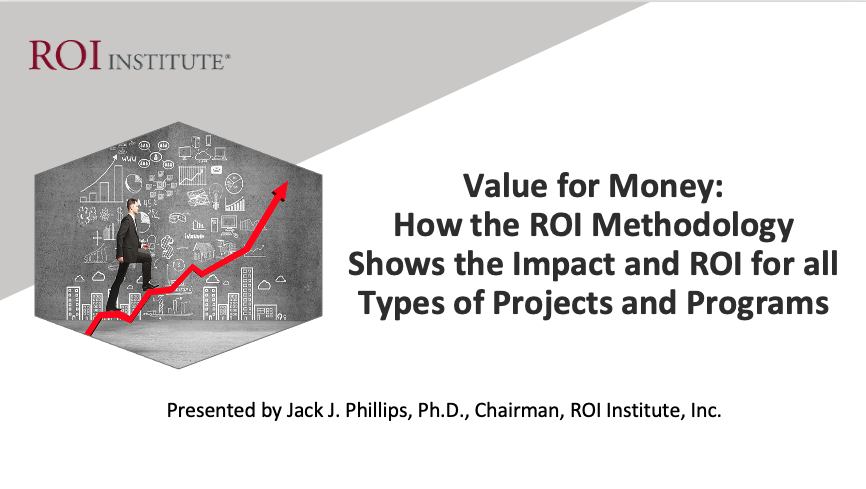 ROI INSTITUTE®
www
Value for Money:
How the ROI Methodology
Shows the Impact and ROI for all
Types of Projects and Programs
Presented by Jack J. Phillips, Ph.D., Chairman, ROI Institute, Inc.